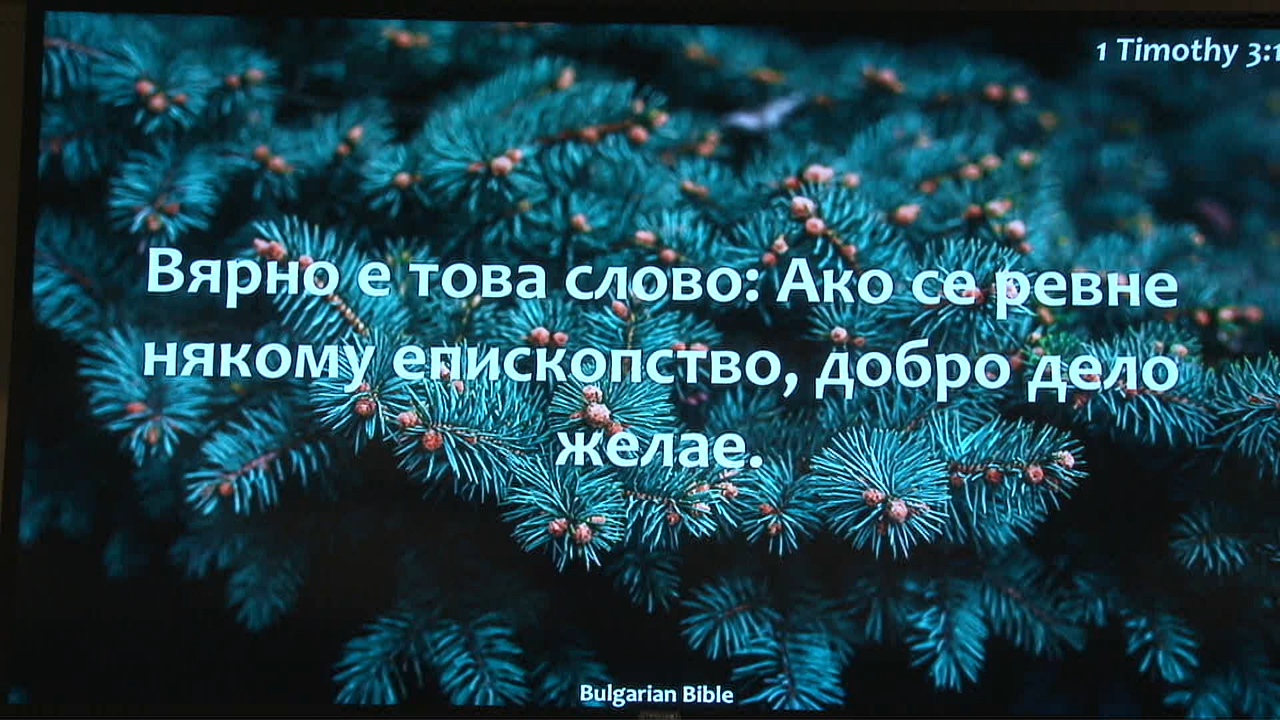 1 Timothy 3:1
Вярно е това слово: Ако се ревне
някому епископство, добро дело
желае.
Bulgarian Bible